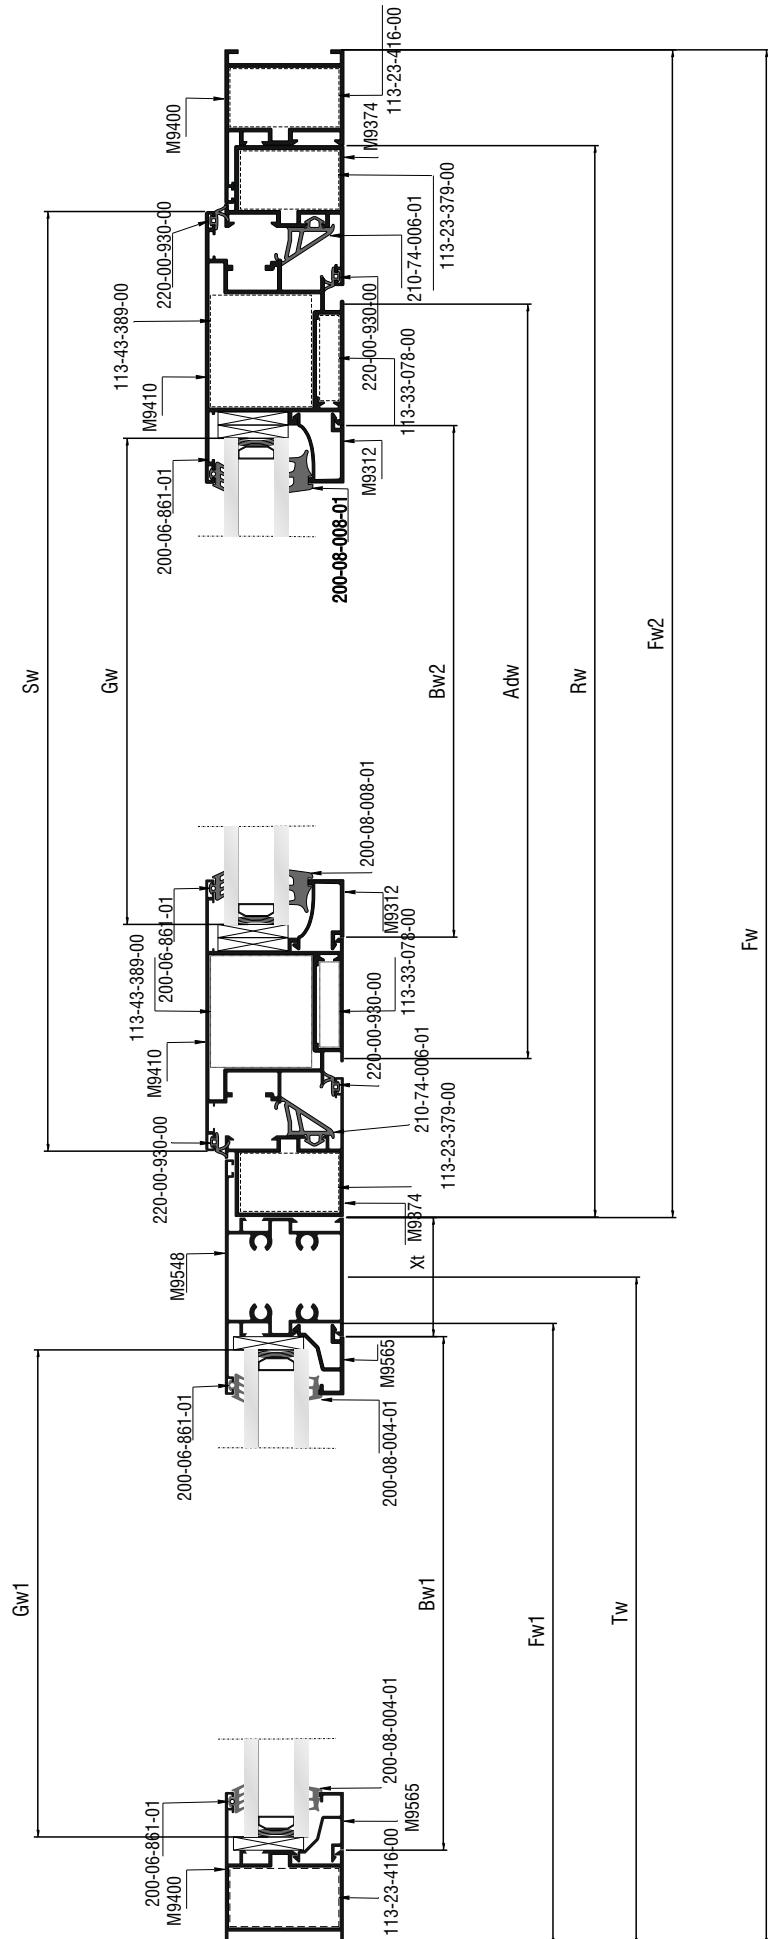 113-23-416-00
M9400
M9374
113-23-379-00
220-00-930-00
210-74-006-01
113-43-389-00
220-00-930-00
113-33-078-00
M9410
M9312
200-06-861-01
200-08-008-01
Sw
Gw
Bw2
Adw
Rw
Fw2
Fw
200-08-008-01
200-06-861-01
M9312
113-43-389-00
113-33-078-00
M9410
220-00-930-00
210-74-006-01
220-00-930-00
113-23-379-00
M9374
M9548
Xt
M9565
200-06-861-01
200-08-004-01
Gw1
Bw1
Fw1
Tw
200-08-004-01
200-06-861-01
M9565
M9400
113-23-416-00